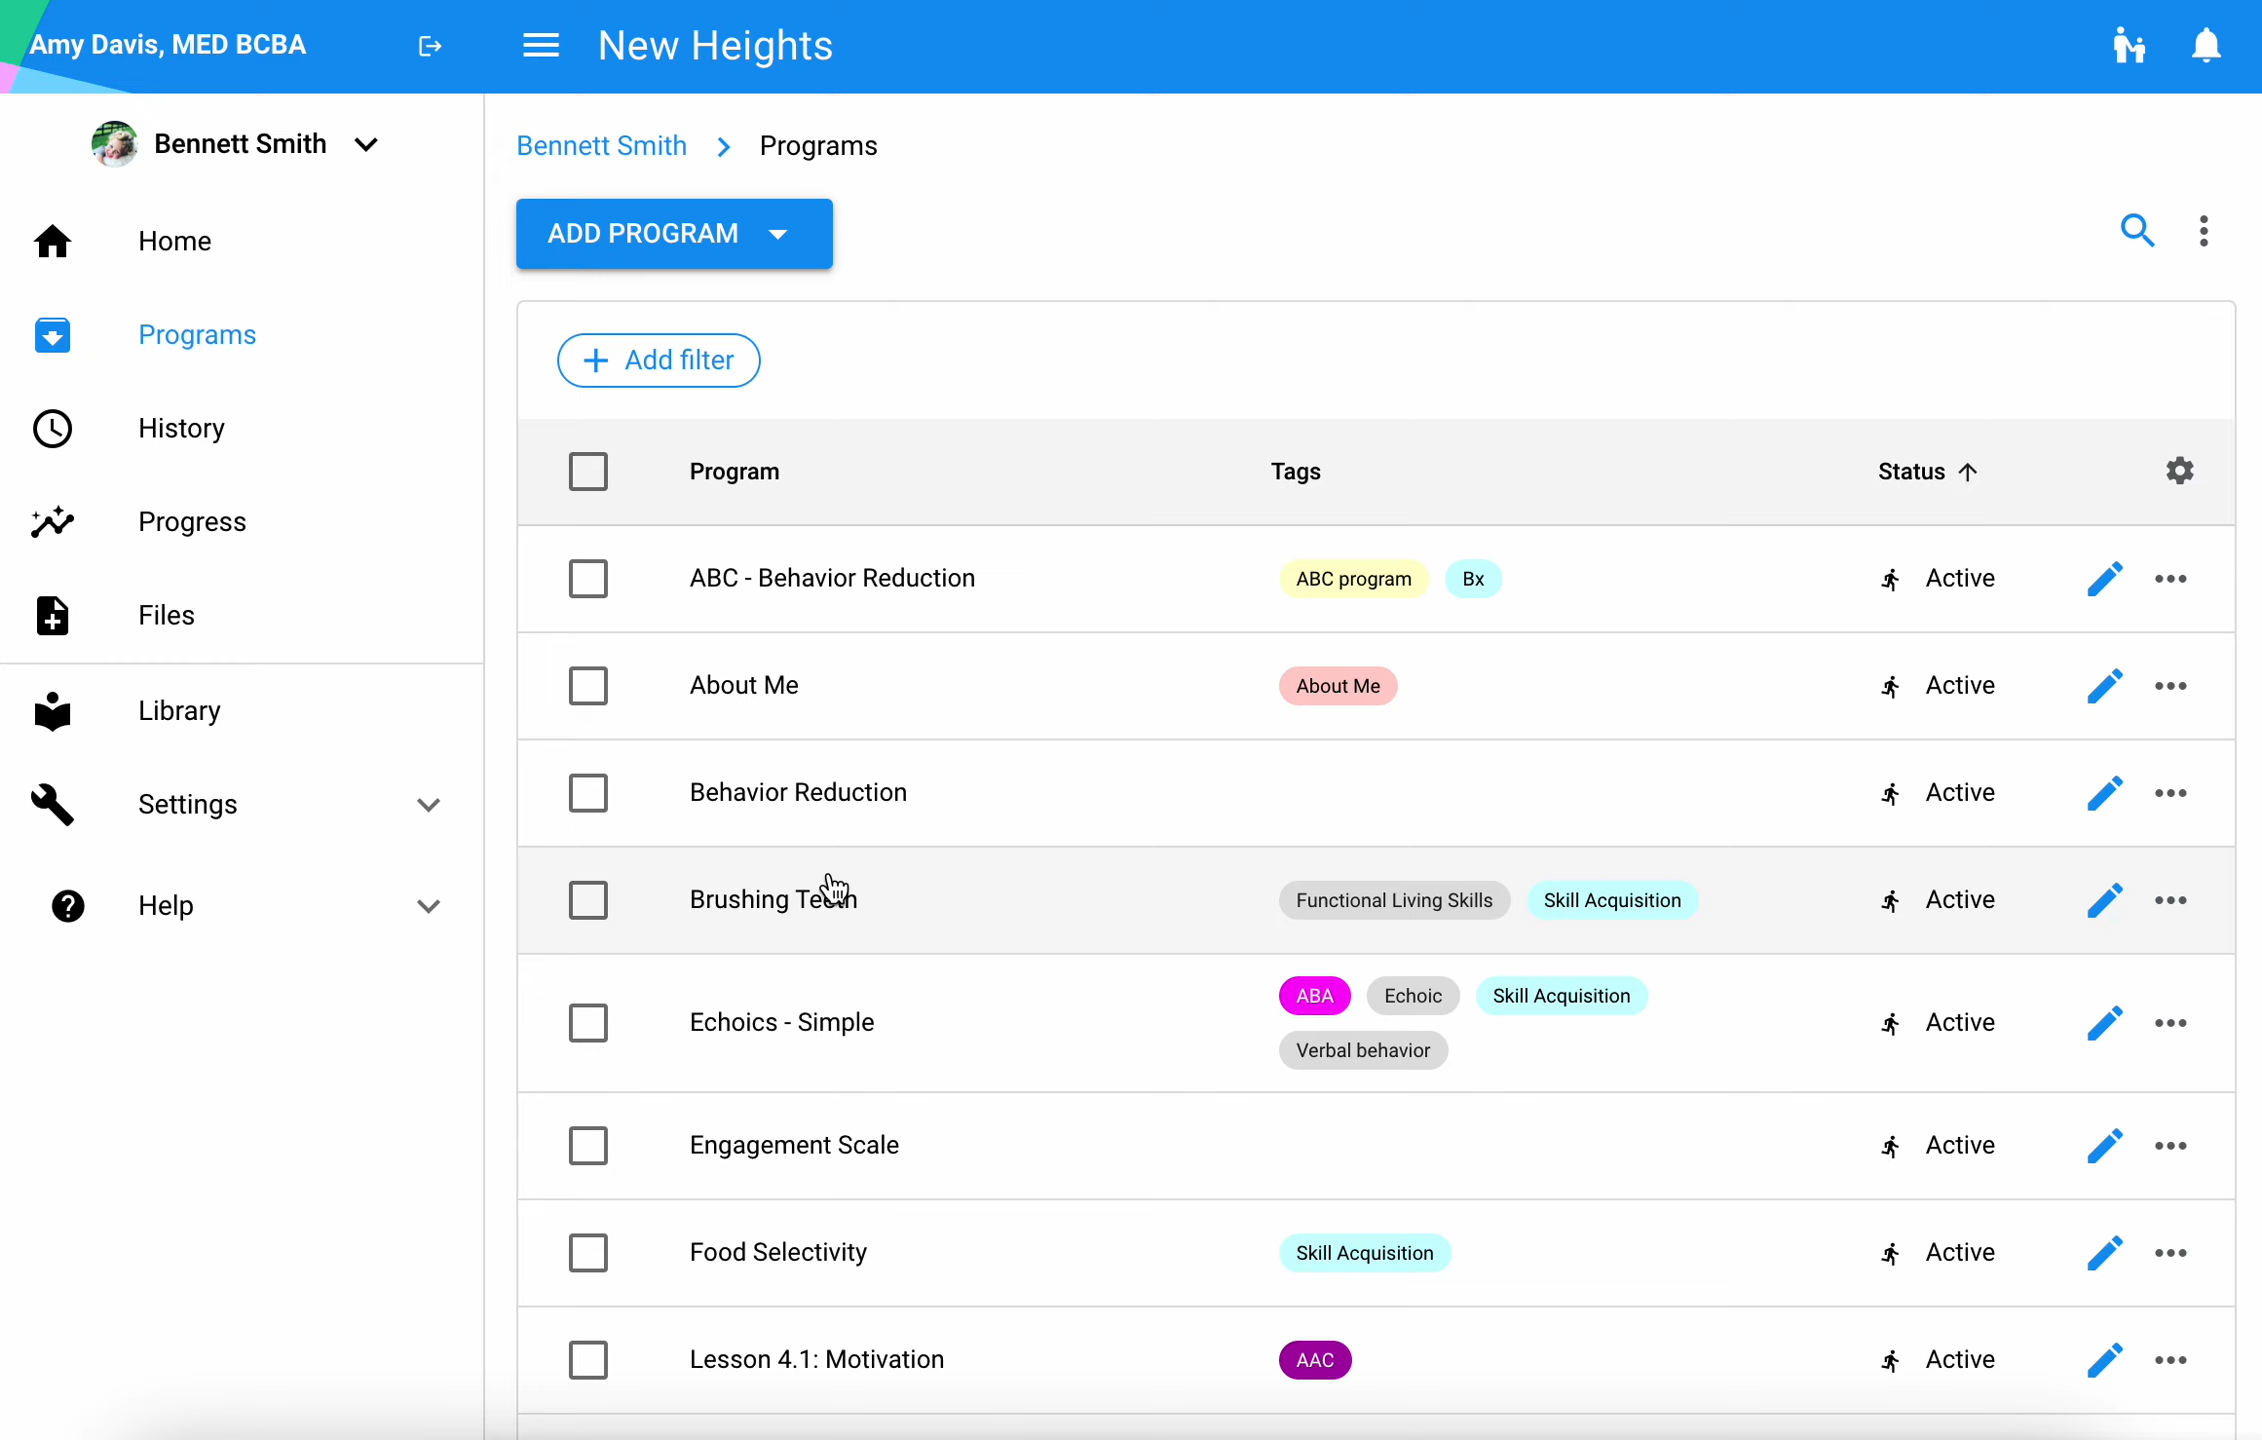 Amy Davis, MED BCBA
New Heights
Bennett Smith
Bennett Smith > Programs
Home
ADD PROGRAM
Programs
+ Add filter
History
Program Tags Status ↑
Progress
ABC - Behavior Reduction ABC program Bx Active
Files
About Me About Me Active
Library
Behavior Reduction Active
Settings
Brushing Teeth Functional Living Skills Skill Acquisition Active
Help
ABA Echoic Skill Acquisition
Echoics - Simple Active
Verbal behavior
Engagement Scale Active
Food Selectivity Skill Acquisition Active
Lesson 4.1: Motivation AAC Active